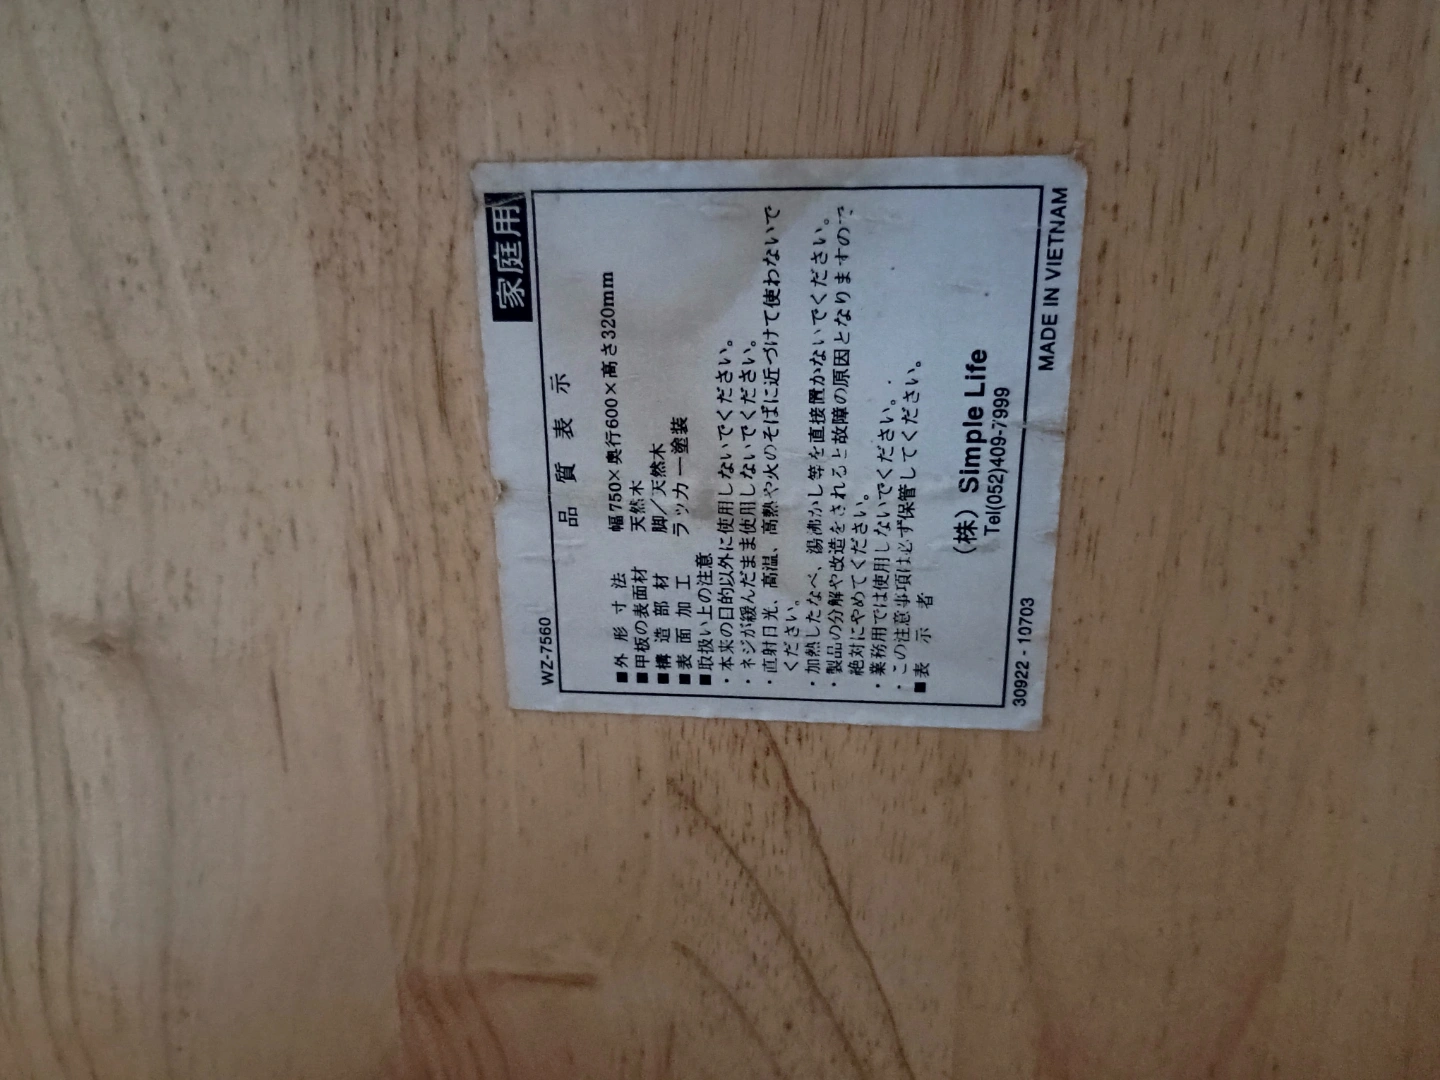 WZ-7560 家庭用
品質表示
■外形寸法 幅750×奥行600×高さ320mm
■甲板の表面材 天然木
■構造部材 脚／天然木
■表面加工 ラッカー塗装
■取扱い上の注意
・本来の目的以外に使用しないでください。
・ネジが緩んだまま使用しないでください。
・直射日光、高温、高熱や火のそばに近づけて使わないで
ください。
・加熱したなべ、湯沸かし等を直接置かないでください。
・製品の分解や改造をされると故障の原因となりますので、
絶対にやめてください。
・業務用では使用しないでください。
・この注意事項は必ず保管してください。
■表示者
（株）Simple Life
Tel(052)409-7999
30922 - 10703 MADE IN VIETNAM